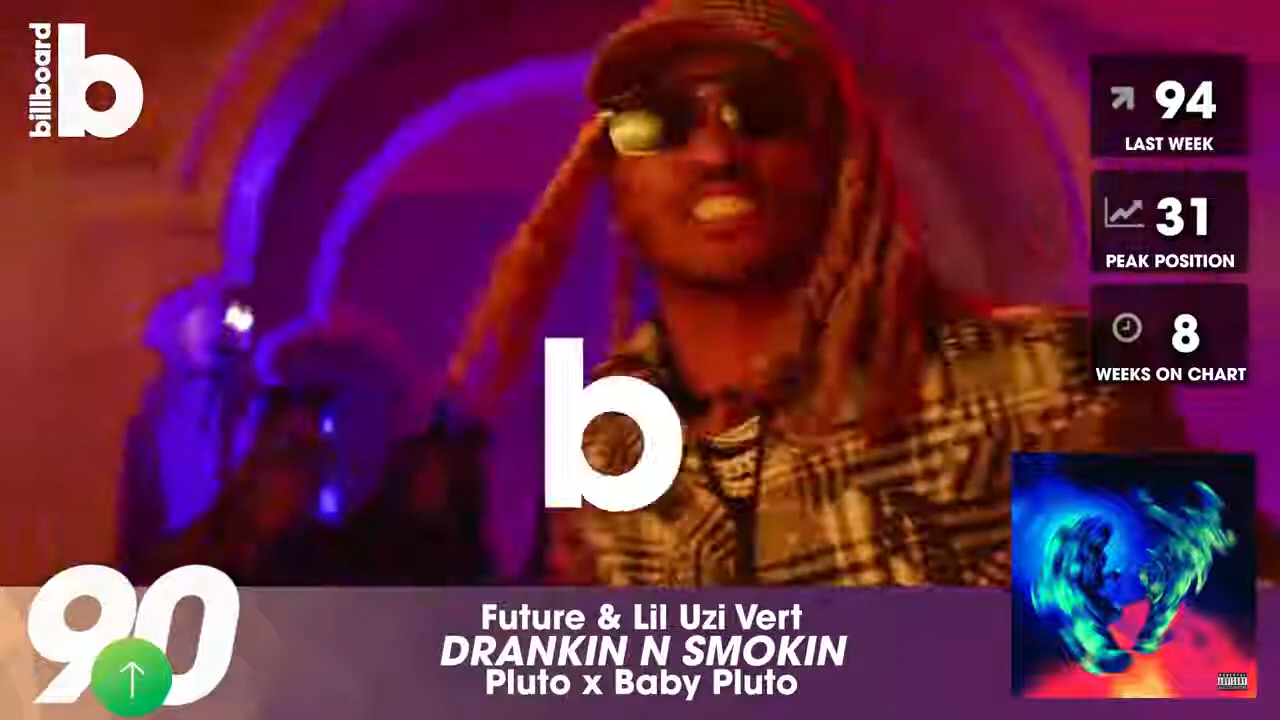 billboard
b
94
LAST WEEK
31
PEAK POSITION
8
WEEKS ON CHART
b
90
Future & Lil Uzi Vert
DRANKIN N SMOKIN
Pluto x Baby Pluto